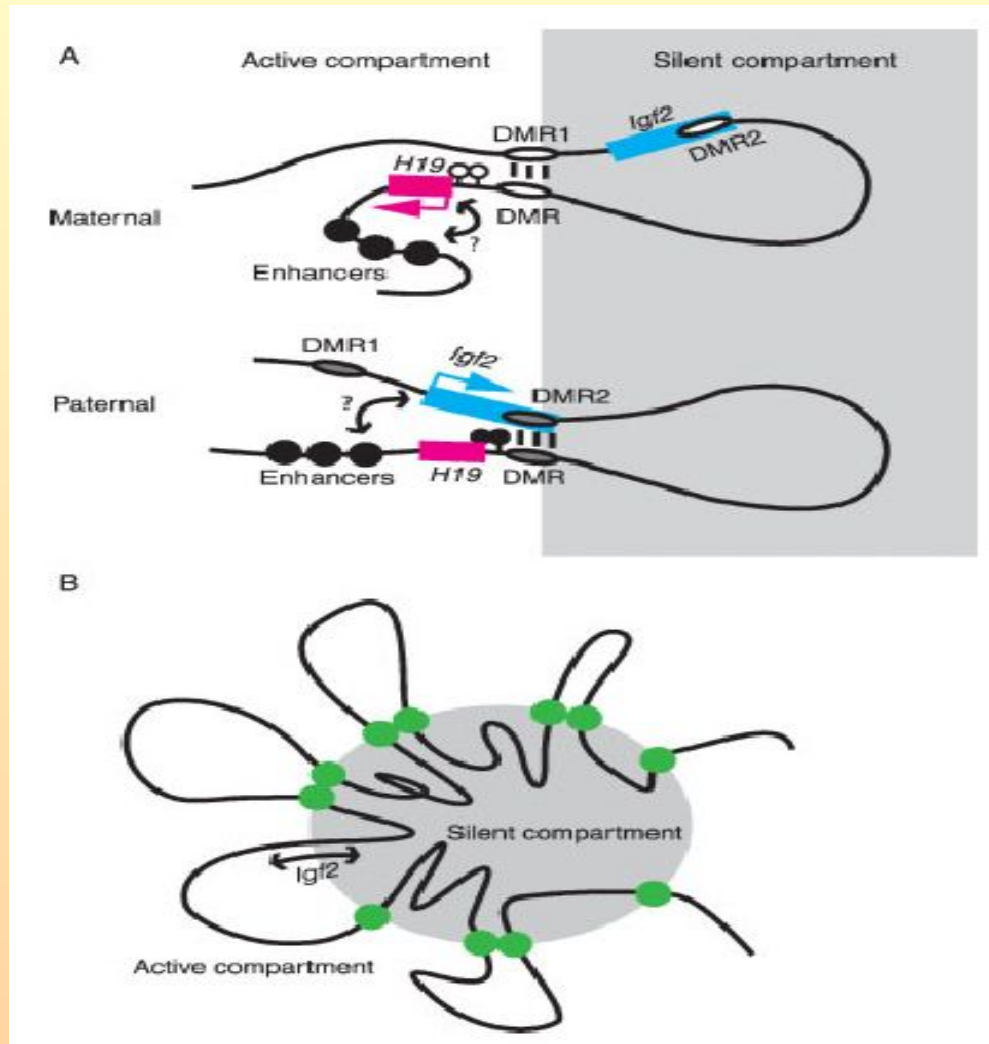 A
Active compartment Silent compartment
Igf2
DMR1
DMR2
H19
DMR
Maternal
?
Enhancers
DMR1
Igf2
DMR2
Paternal
?
Enhancers H19 DMR
B
Silent compartment
Igf2
Active compartment